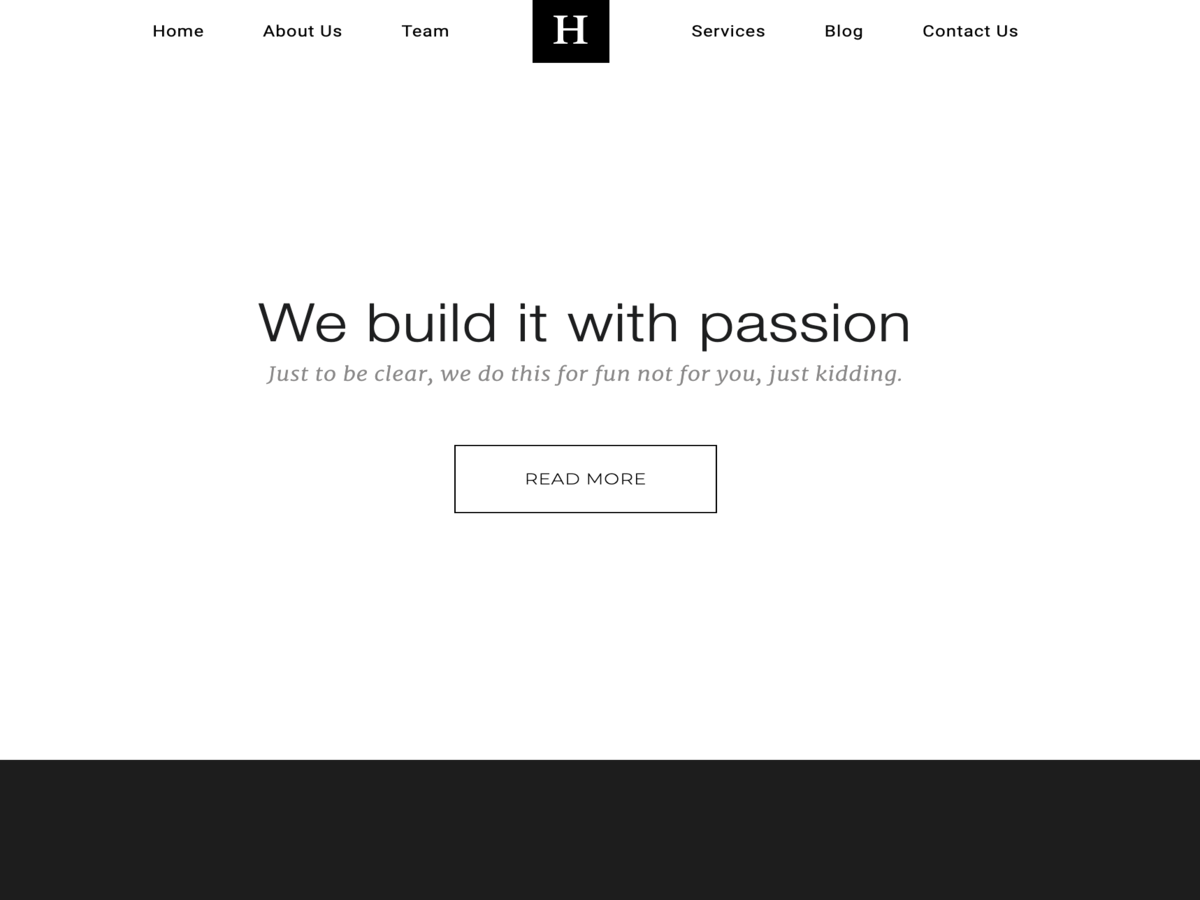 Home About Us Team H Services Blog Contact Us
We build it with passion
Just to be clear, we do this for fun not for you, just kidding.
READ MORE